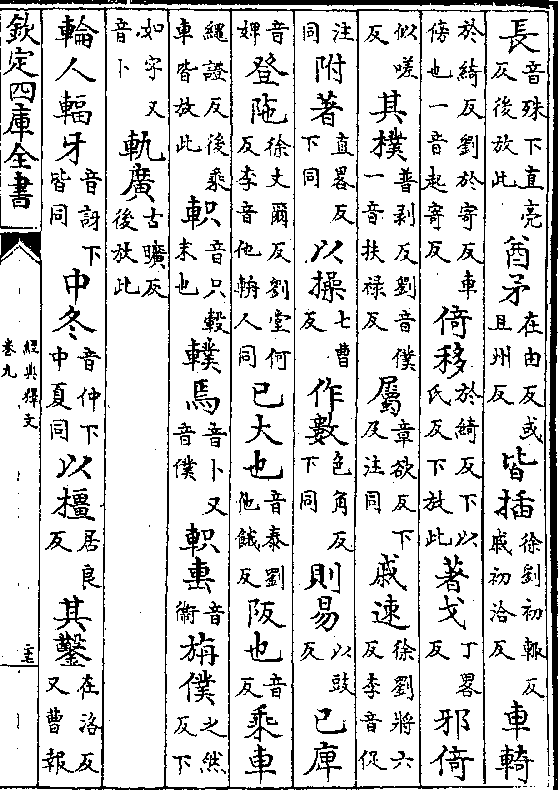 長音殊下直亮反後放此酋矛在由反或且州反皆插徐劉初輒反戚初洽反車輢
於綺反劉於寄反車傍也一音起寄反倚移於綺反下以氏反下放此著戈丁畧反邪倚
似嗟反其樸普剥反劉音僕一音扶禄反屬章欲反下及注同戚速徐劉將六反李音促
注同附著直畧反下同以操七曹反作數色角反下同則易以豉反已庳
音婢登阤徐丈爾反劉堂何反李音他輈人同已大也音泰劉他餓反阪也音反乘車
繩證反後乘車皆放此軹音只轂末也轐焉音卜又音僕軹軎音衛旃僕之然反下
如字又音卜軌廣古曠反後放此
輪人輻牙音訝下皆同中冬音仲下中夏同以橿居良反其鑿在洛反又曹報
欽定四庫全書
經典釋文
卷九